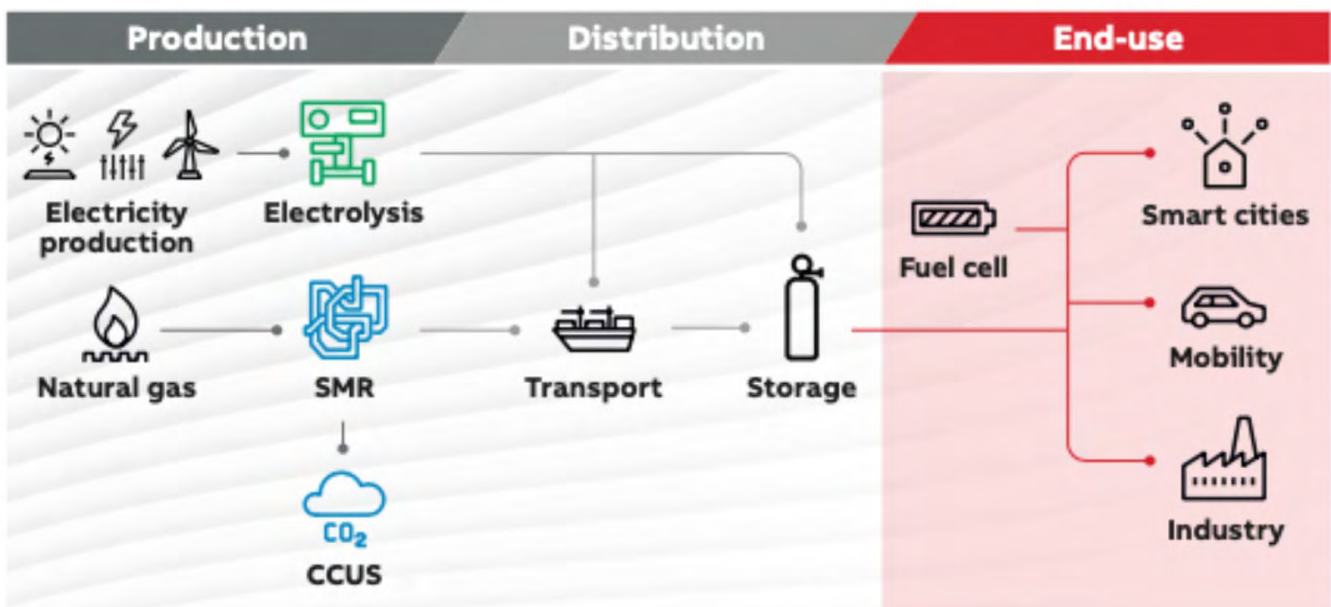 Production
Distribution
End-use
Electricity
production
Electrolysis
Fuel cell
Smart cities
Natural gas
SMR
Transport
Storage
Mobility
CO₂
CCUS
Industry